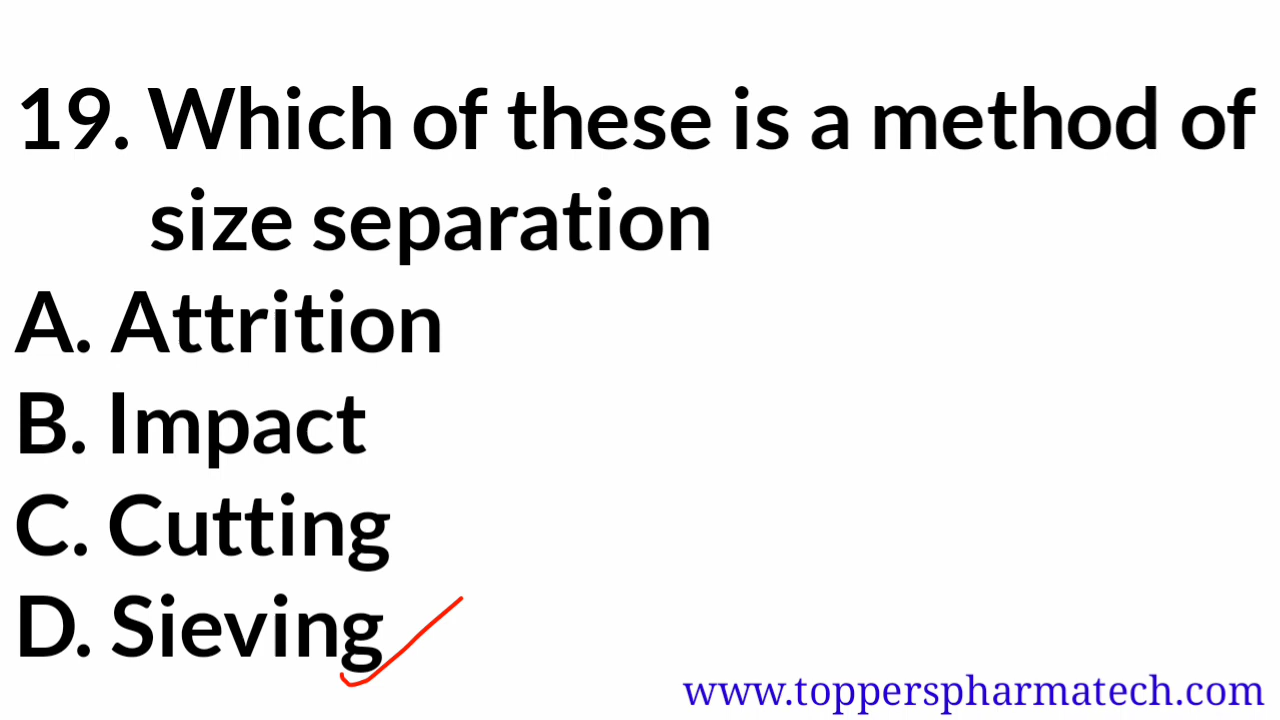 19. Which of these is a method of
size separation
A. Attrition
B. Impact
C. Cutting
D. Sieving
www.topperspharmatech.com